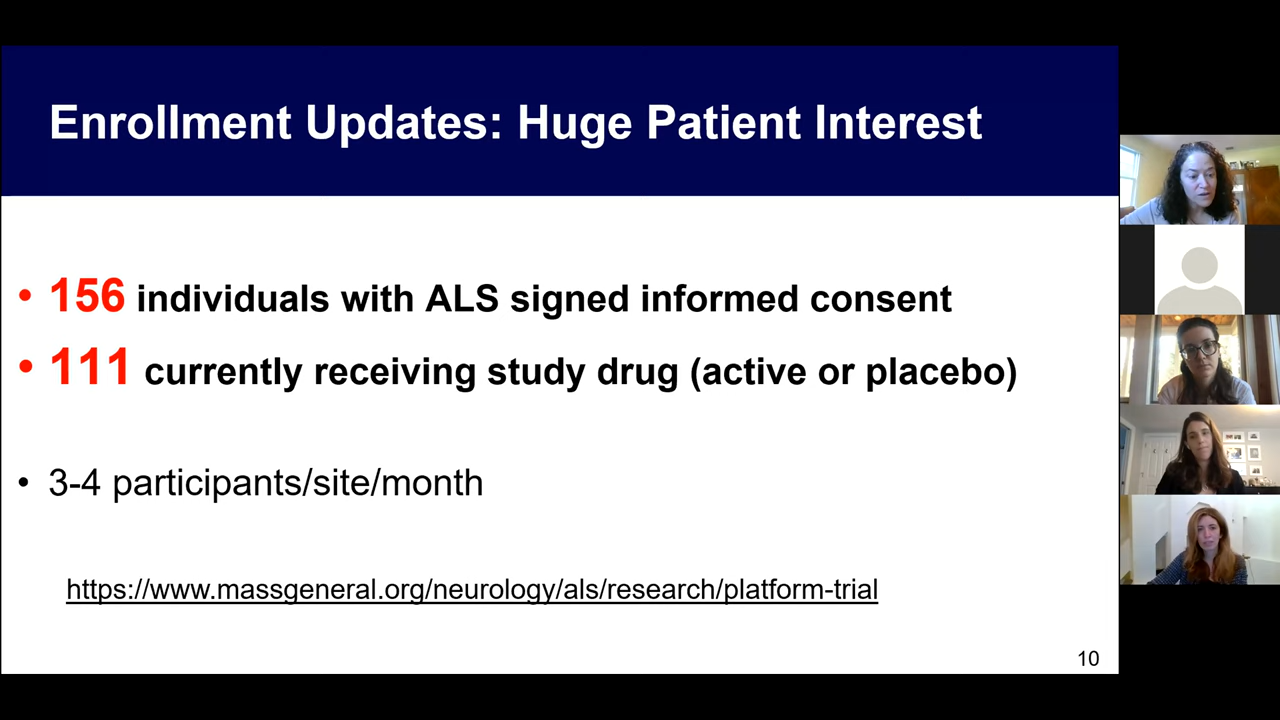 Enrollment Updates: Huge Patient Interest
• 156 individuals with ALS signed informed consent
• 111 currently receiving study drug (active or placebo)
• 3-4 participants/site/month
https://www.massgeneral.org/neurology/als/research/platform-trial
10